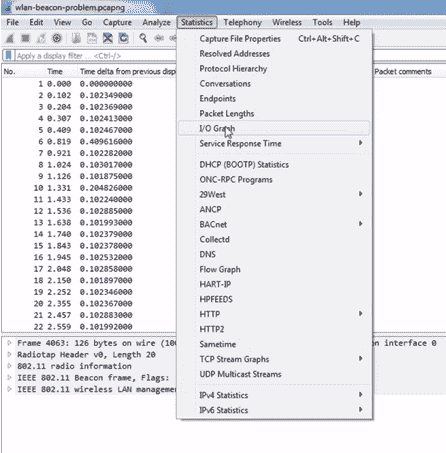 wlan-beacon-problem.pcapng
File Edit View Go Capture Analyze Statistics Telephony Wireless Tools Help
Apply a display filter ... <Ctrl-/>
No. Time Time delta from previous disp Packet comments
1 0.000 0.000000000
2 0.102 0.102349000
3 0.204 0.102369000
4 0.307 0.102413000
5 0.409 0.102467000
6 0.819 0.409616000
7 0.921 0.102282000
8 1.024 0.103017000
9 1.126 0.101875000
10 1.331 0.204826000
11 1.433 0.102240000
12 1.536 0.102885000
13 1.638 0.101993000
14 1.740 0.102379000
15 1.843 0.102378000
16 1.945 0.102532000
17 2.048 0.102858000
18 2.150 0.101897000
19 2.252 0.102346000
20 2.355 0.102367000
21 2.457 0.102883000
22 2.559 0.101992000
Capture File Properties Ctrl+Alt+Shift+C
Resolved Addresses
Protocol Hierarchy
Conversations
Endpoints
Packet Lengths
I/O Graph
Service Response Time
DHCP (BOOTP) Statistics
ONC-RPC Programs
29West
ANCP
BACnet
Collectd
DNS
Flow Graph
HART-IP
HPFEEDS
HTTP
HTTP2
Sametime
TCP Stream Graphs
UDP Multicast Streams
IPv4 Statistics
IPv6 Statistics
Frame 4063: 126 bytes on wire (100 on interface 0
Radiotap Header v0, Length 20
802.11 radio information
IEEE 802.11 Beacon frame, Flags:
IEEE 802.11 wireless LAN managem